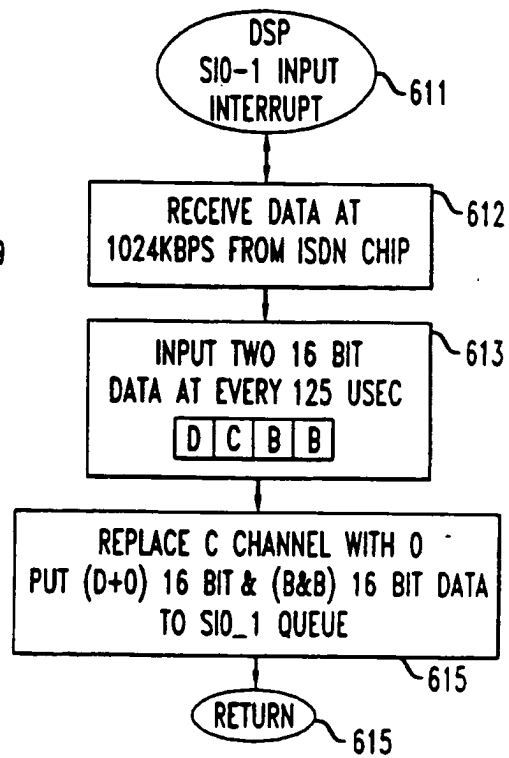 DSP
SIO-1 INPUT
INTERRUPT
611
RECEIVE DATA AT
1024KBPS FROM ISDN CHIP
612
9
INPUT TWO 16 BIT
DATA AT EVERY 125 USEC
D C B B
613
REPLACE C CHANNEL WITH 0
PUT (D+0) 16 BIT & (B&B) 16 BIT DATA
TO SIO_1 QUEUE
615
RETURN
615